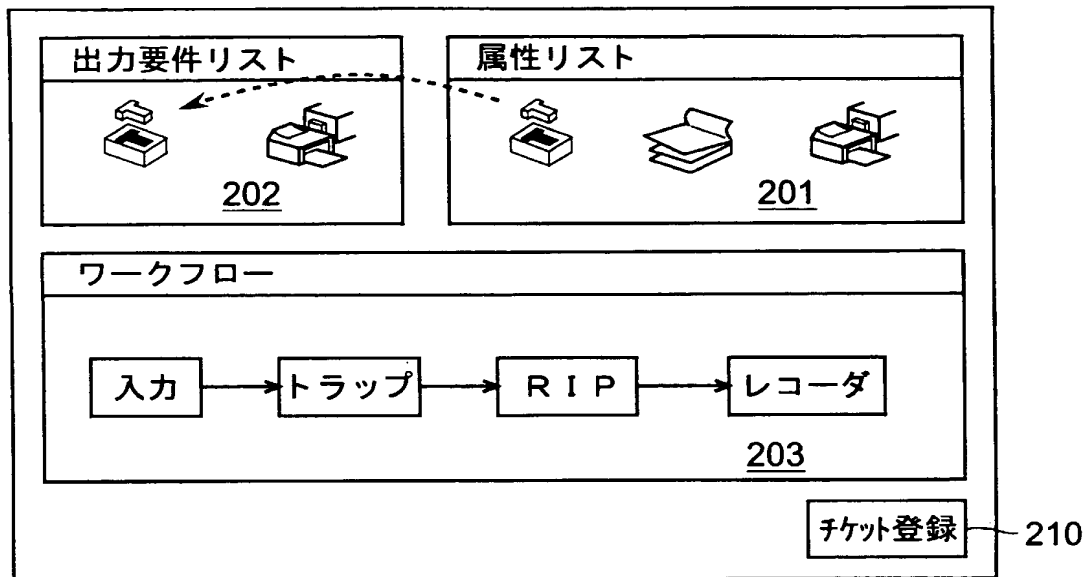 出力要件リスト
属性リスト
202
201
ワークフロー
入力
トラップ
ＲＩＰ
レコーダ
203
ﾁｹｯﾄ登録
210